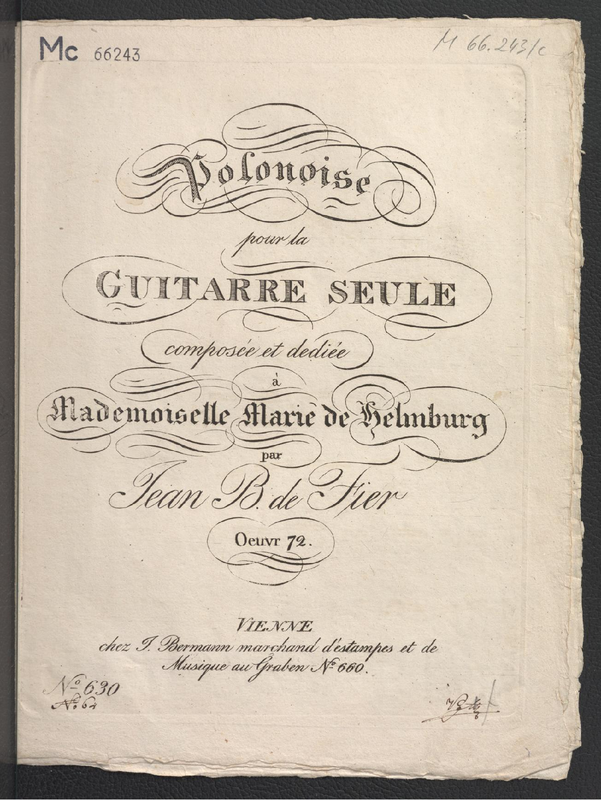 Mc 66243
M 66.243/c
Polonoise
pour la
GUITARRE SEULE
composée et dediée
à
Mademoiselle Marie de Helmburg
par
Jean B. de Fier
Oeuvr 72.
VIENNE
chez J. Bermann marchand d'estampes et de
Musique au Graben № 660.
№ 630